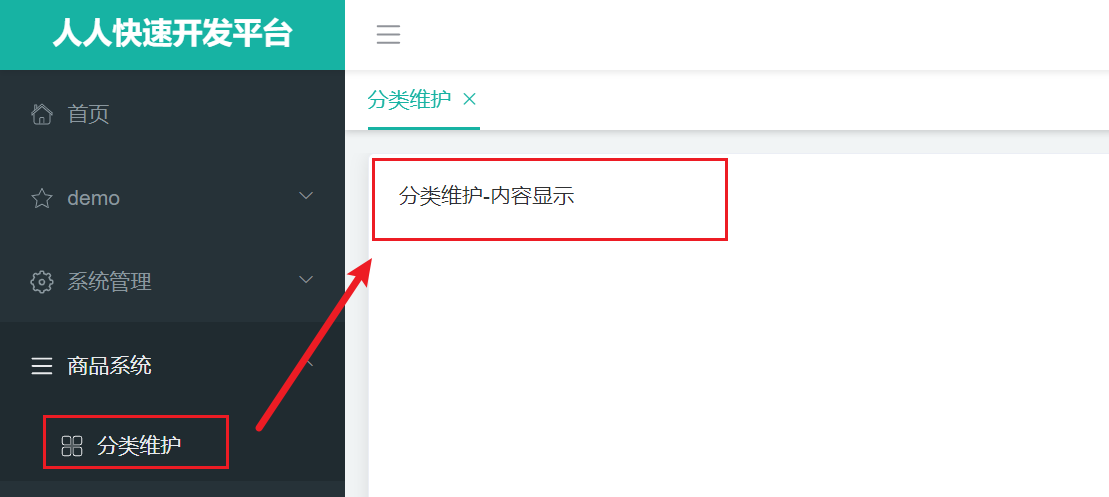 人人快速开发平台
首页
demo
系统管理
商品系统
分类维护
分类维护
分类维护-内容显示